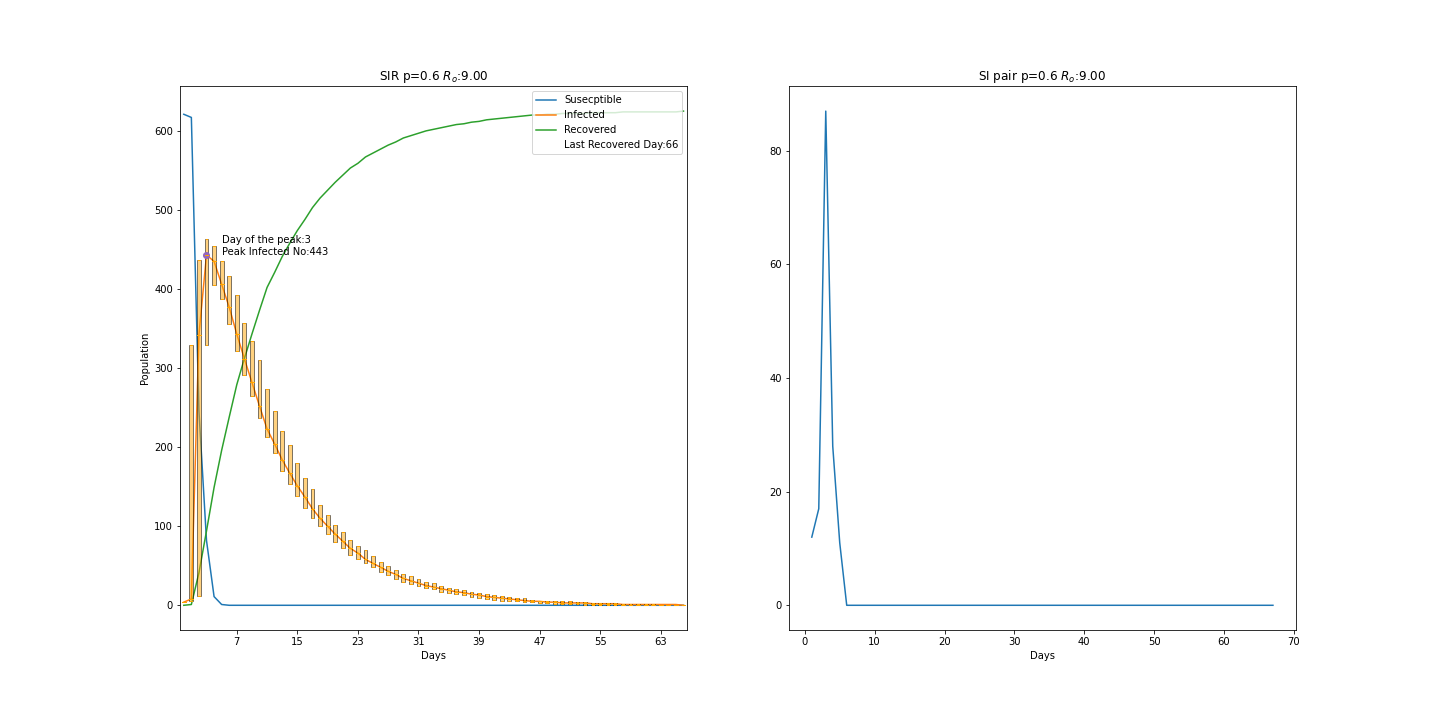 SIR p=0.6 Rₒ:9.00
Susecptible
Infected
Recovered
Last Recovered Day:66
Day of the peak:3
Peak Infected No:443
Population
600
500
400
300
200
100
0
7 15 23 31 39 47 55 63
Days
SI pair p=0.6 Rₒ:9.00
80
60
40
20
0
0 10 20 30 40 50 60 70
Days